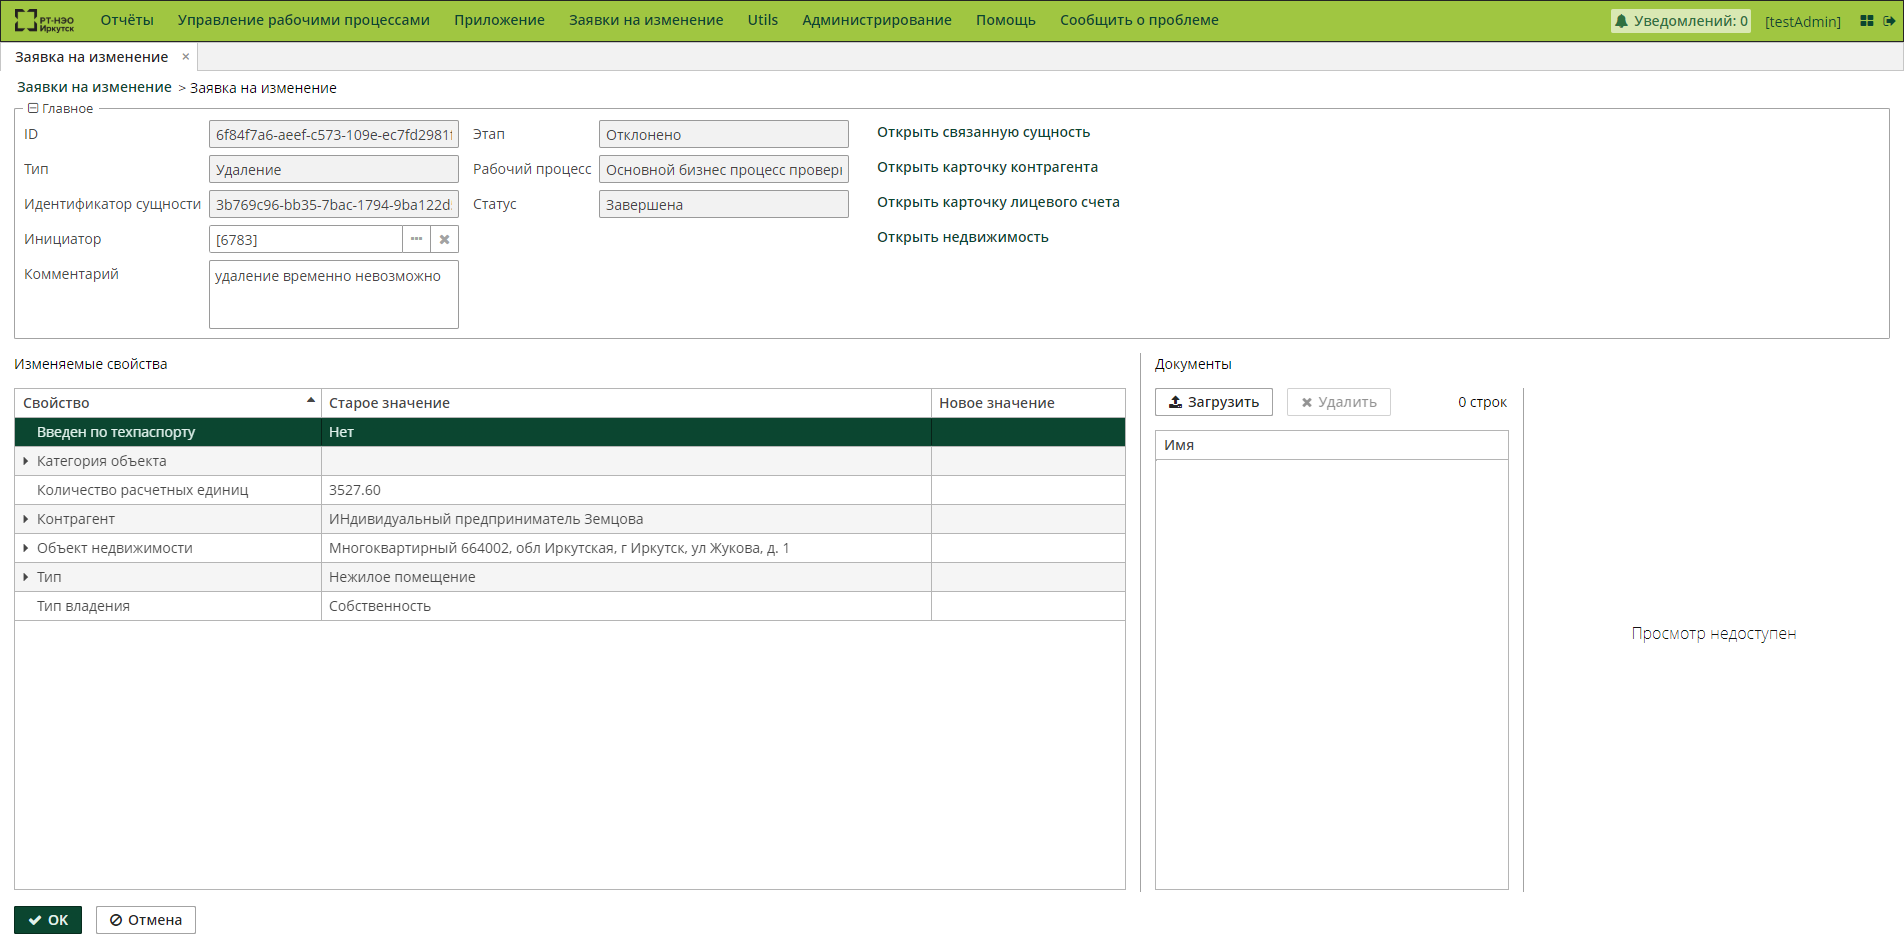 РТ-НЭО Иркутск
Отчёты Управление рабочими процессами Приложение Заявки на изменение Utils Администрирование Помощь Сообщить о проблеме Уведомлений: 0 [testAdmin]
Заявка на изменение ×
Заявки на изменение > Заявка на изменение
Главное
ID 6f84f7a6-aeef-c573-109e-ec7fd2981 Этап Отклонено Открыть связанную сущность
Тип Удаление Рабочий процесс Основной бизнес процесс провер Открыть карточку контрагента
Идентификатор сущности 3b769c96-bb35-7bac-1794-9ba122d Статус Завершена Открыть карточку лицевого счета
Инициатор [6783] Открыть недвижимость
Комментарий удаление временно невозможно
Изменяемые свойства
Свойство Старое значение Новое значение
Введен по техпаспорту Нет
Категория объекта
Количество расчетных единиц 3527.60
Контрагент ИНдивидуальный предприниматель Земцова
Объект недвижимости Многоквартирный 664002, обл Иркутская, г Иркутск, ул Жукова, д. 1
Тип Нежилое помещение
Тип владения Собственность
Документы
Загрузить Удалить 0 строк
Имя
Просмотр недоступен
OK Отмена